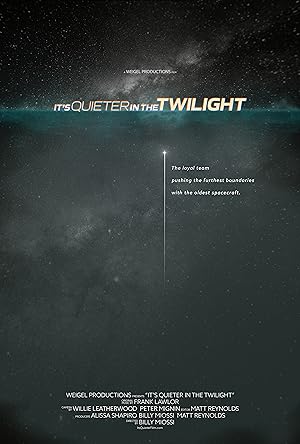 A WEIGEL PRODUCTIONS FILM
IT'S QUIETER IN THE TWILIGHT
The loyal team
pushing the furthest boundaries
with the oldest spacecraft.
WEIGEL PRODUCTIONS PRESENTS "IT'S QUIETER IN THE TWILIGHT"
FRANK LAWLOR
WILLIE LEATHERWOOD PETER MIGNIN MATT REYNOLDS
PRODUCERS ALISSA SHAPIRO BILLY MIOSSI MATT REYNOLDS
BILLY MIOSSI